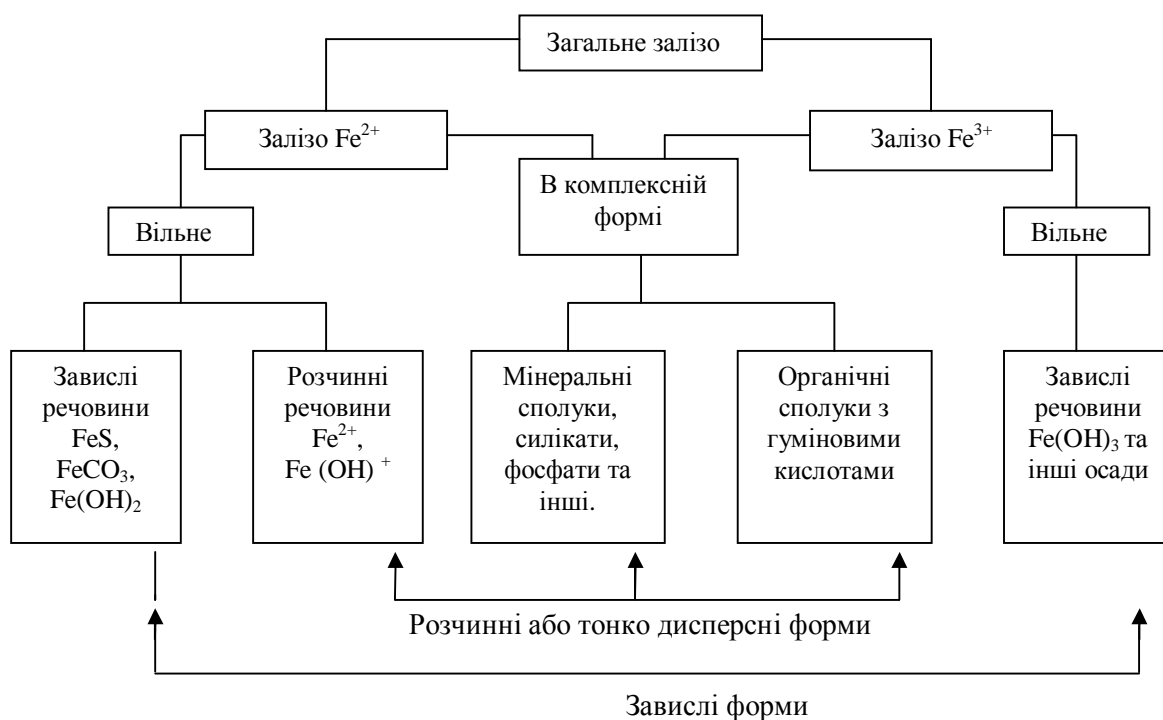 Загальне залізо
Залізо Fe²⁺
Залізо Fe³⁺
В комплексній
формі
Вільне
Вільне
Завислі
речовини
FeS,
FeCO₃,
Fe(OH)₂
Розчинні
речовини
Fe²⁺,
Fe (OH) ⁺
Мінеральні
сполуки,
силікати,
фосфати та
інші.
Органічні
сполуки з
гуміновими
кислотами
Завислі
речовини
Fe(OH)₃ та
інші осади
Розчинні або тонко дисперсні форми
Завислі форми